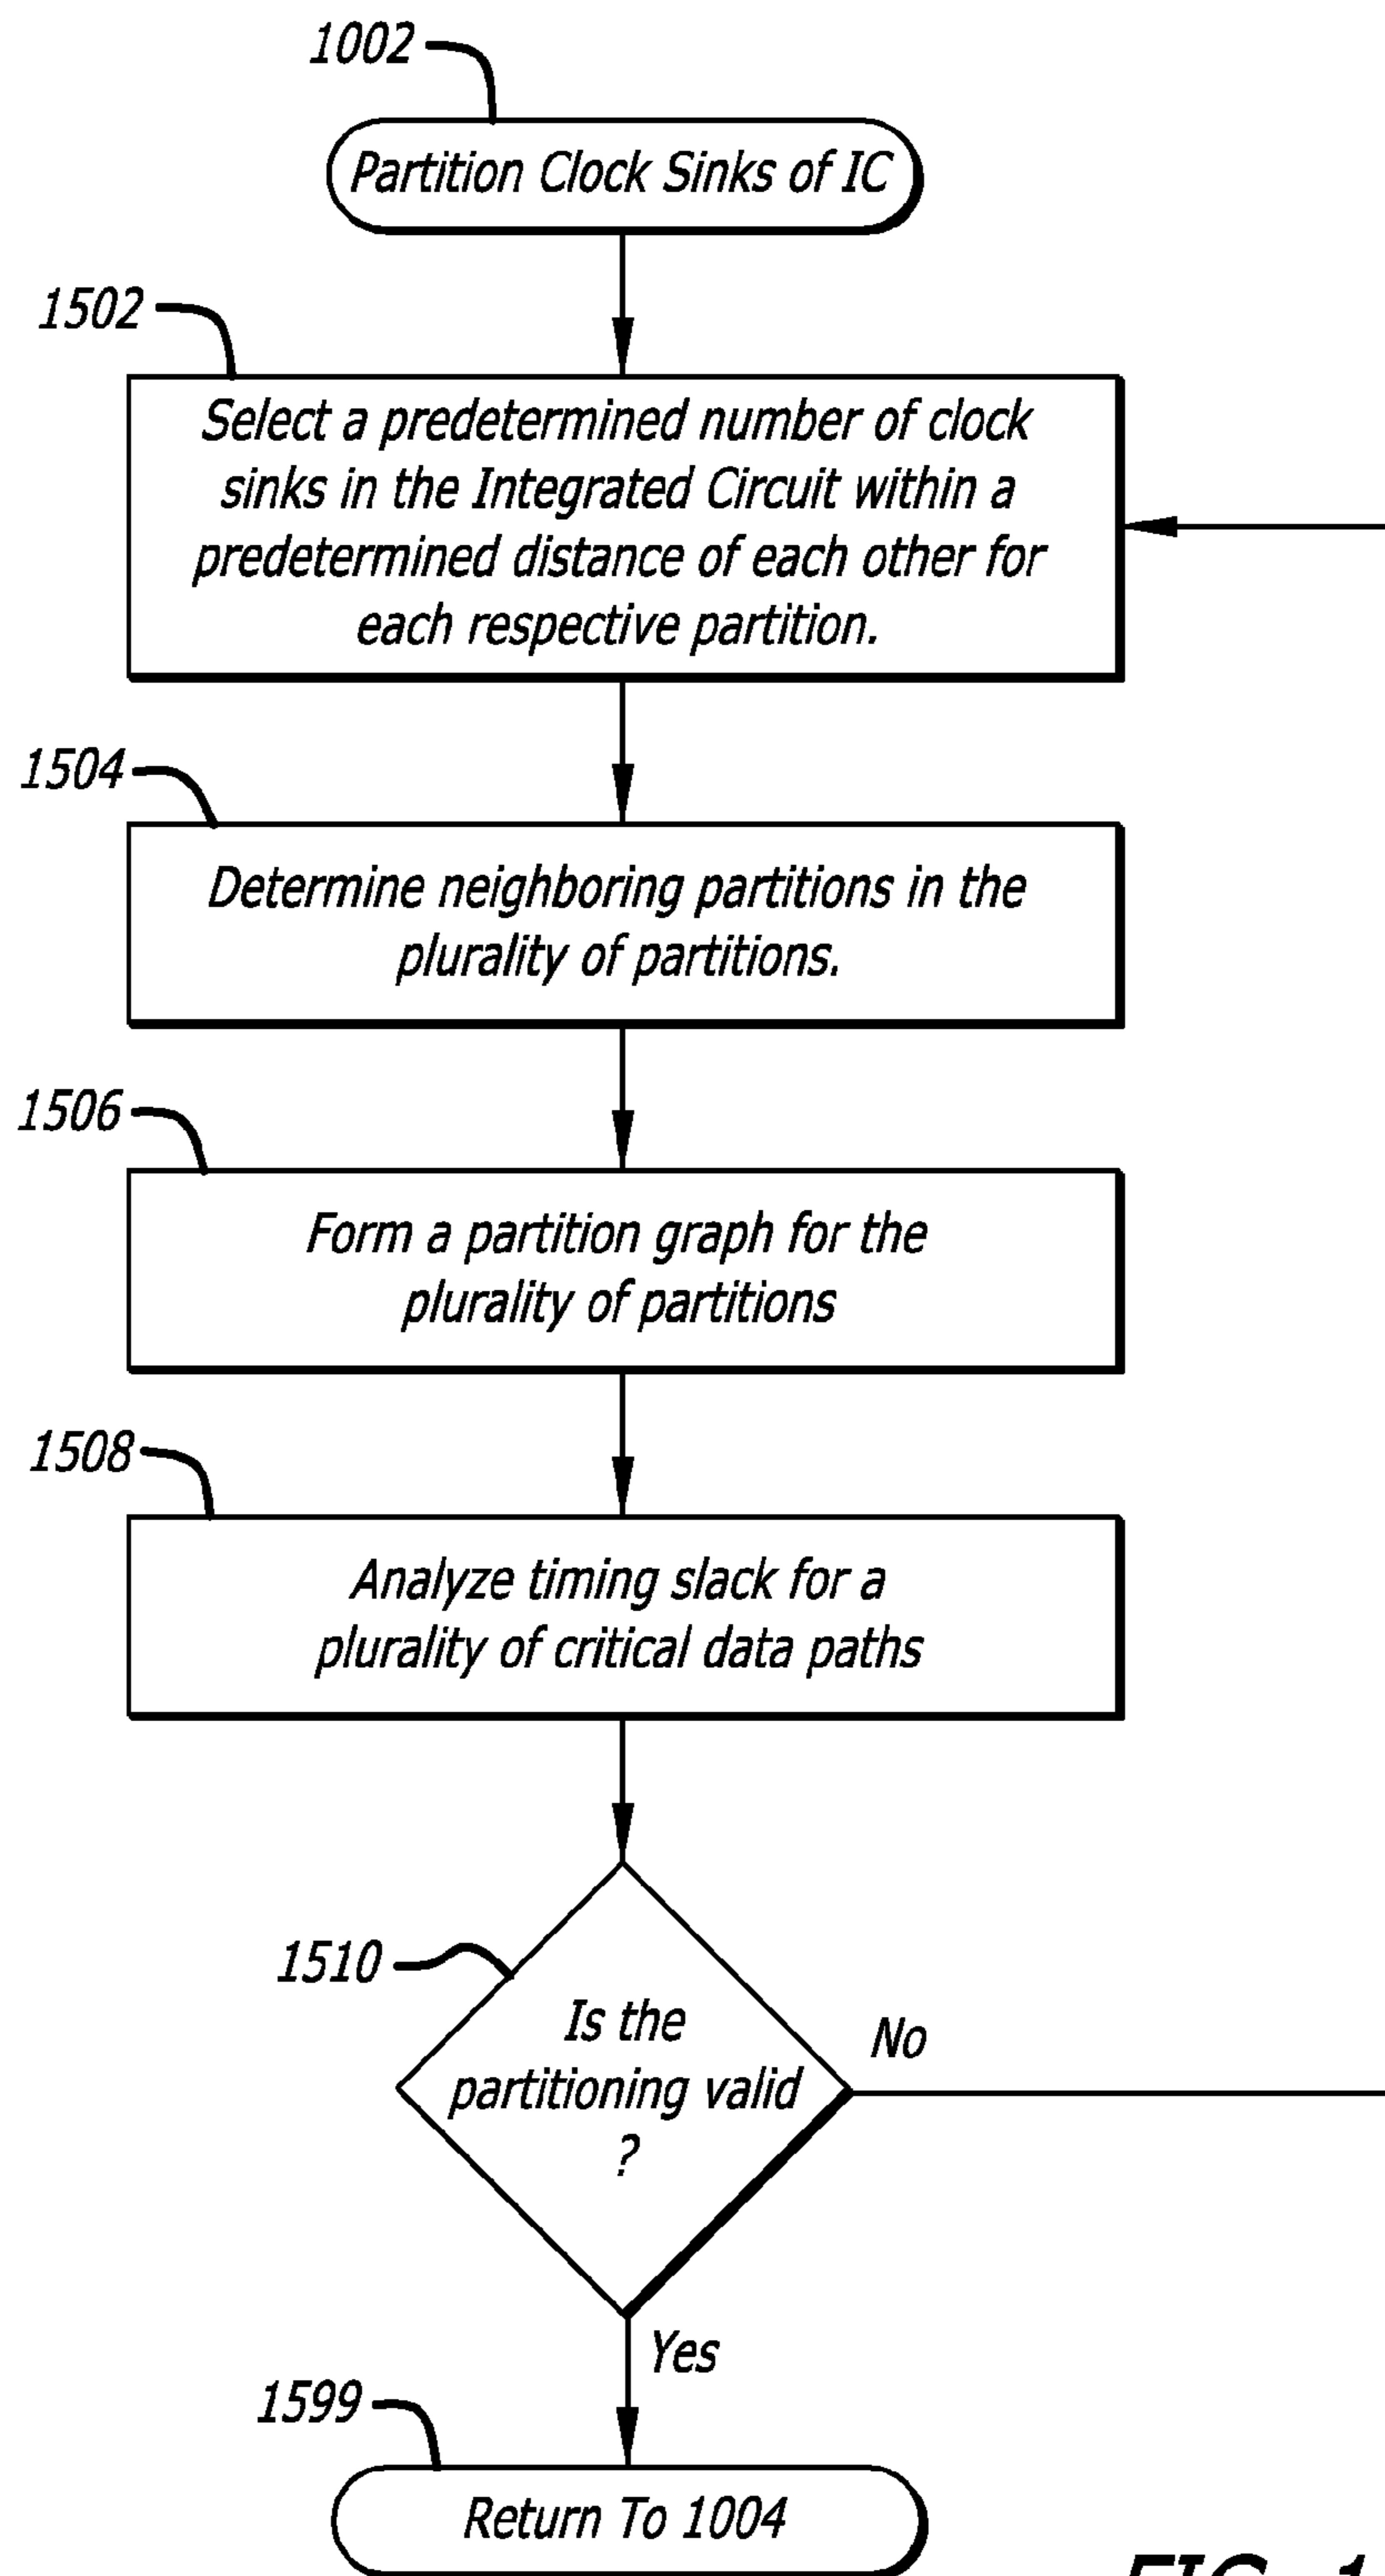 1002
Partition Clock Sinks of IC
1502
Select a predetermined number of clock
sinks in the Integrated Circuit within a
predetermined distance of each other for
each respective partition.
1504
Determine neighboring partitions in the
plurality of partitions.
1506
Form a partition graph for the
plurality of partitions
1508
Analyze timing slack for a
plurality of critical data paths
1510
Is the
partitioning valid
?
No
Yes
1599
Return To 1004